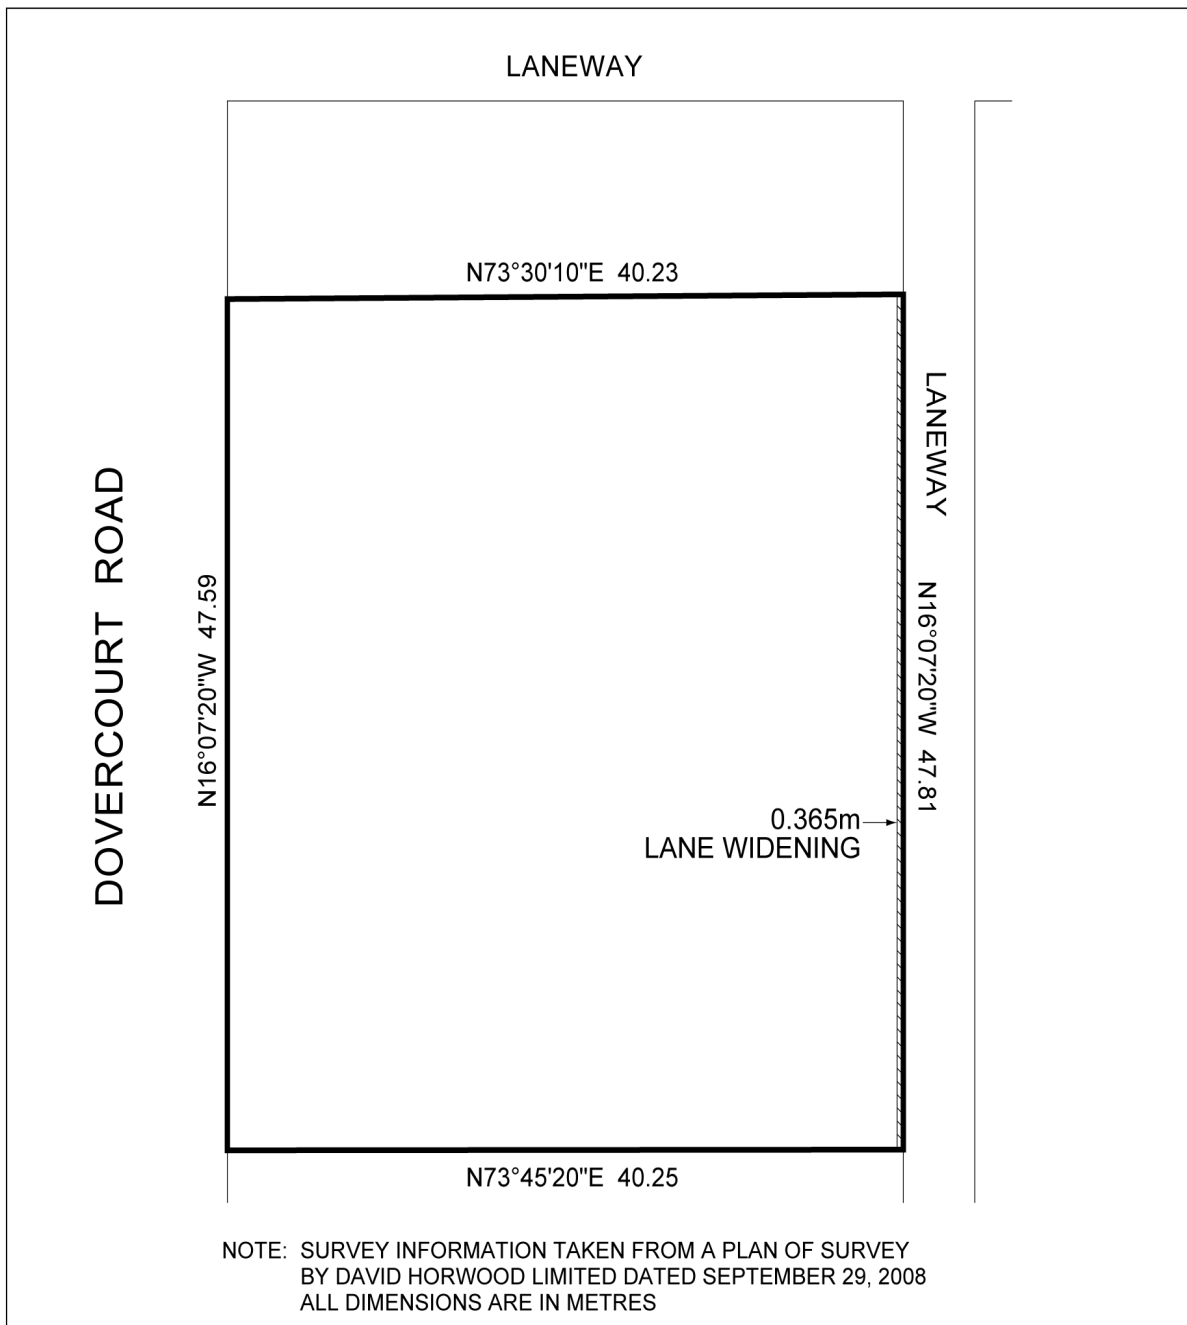 LANEWAY
N73°30'10"E 40.23
LANEWAY
DOVERCOURT ROAD
N16°07'20"W 47.59
N16°07'20"W 47.81
0.365m
LANE WIDENING
N73°45'20"E 40.25
NOTE: SURVEY INFORMATION TAKEN FROM A PLAN OF SURVEY
BY DAVID HORWOOD LIMITED DATED SEPTEMBER 29, 2008
ALL DIMENSIONS ARE IN METRES